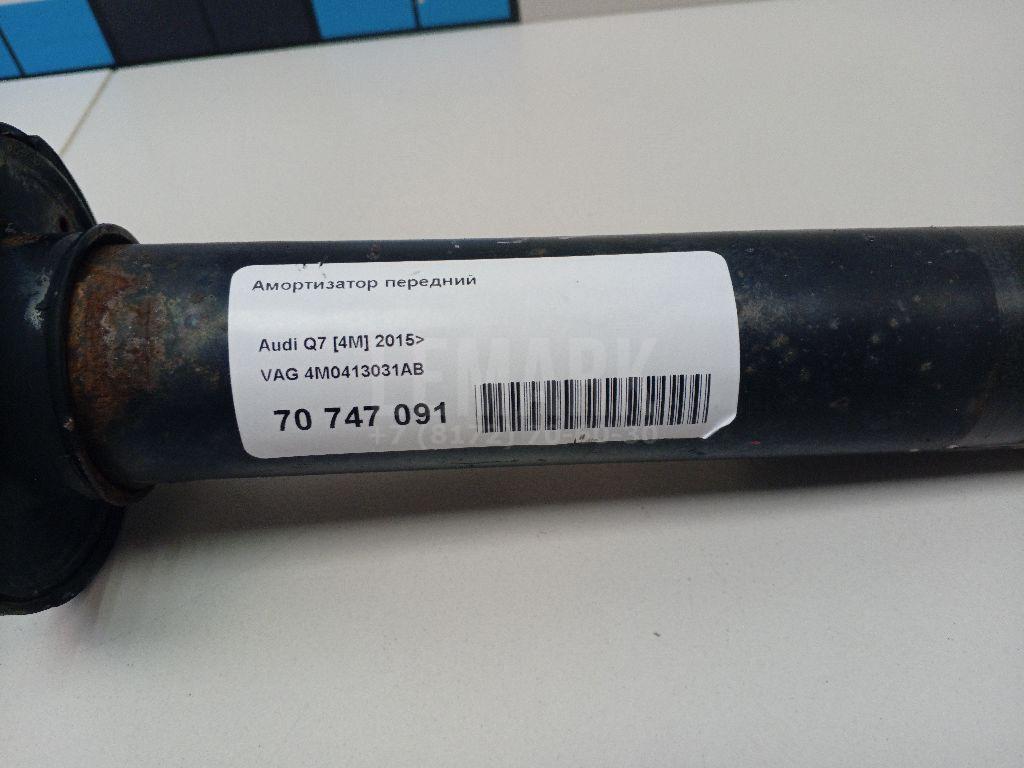 Амортизатор передний
Audi Q7 [4M] 2015>
VAG 4M0413031AB
70 747 091